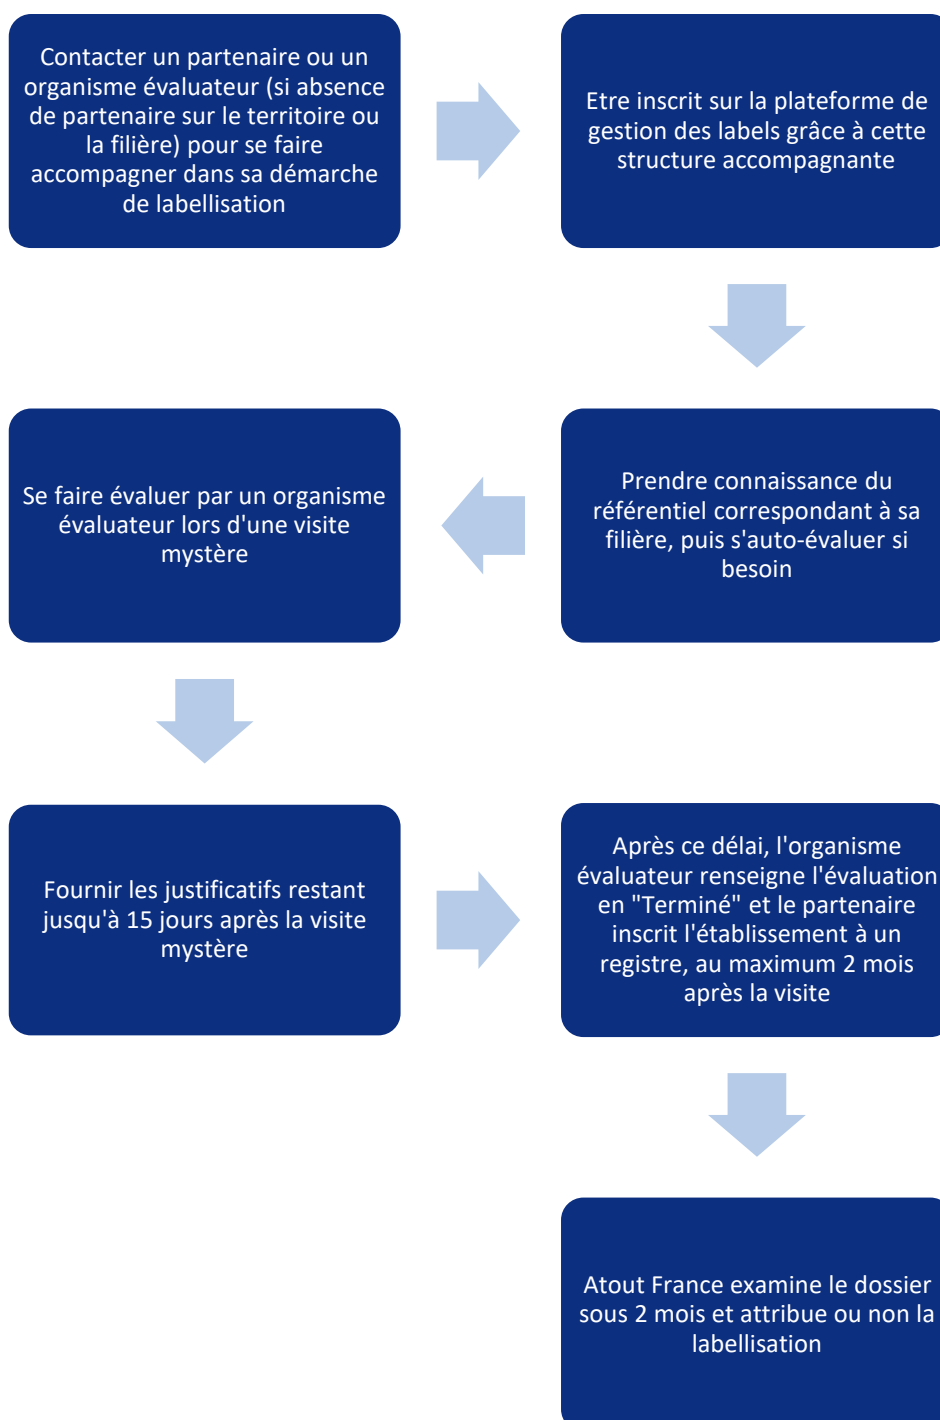 Contacter un partenaire ou un
organisme évaluateur (si absence
de partenaire sur le territoire ou
la filière) pour se faire
accompagner dans sa démarche
de labellisation
Etre inscrit sur la plateforme de
gestion des labels grâce à cette
structure accompagnante
Prendre connaissance du
référentiel correspondant à sa
filière, puis s'auto-évaluer si
besoin
Se faire évaluer par un organisme
évaluateur lors d'une visite
mystère
Fournir les justificatifs restant
jusqu'à 15 jours après la visite
mystère
Après ce délai, l'organisme
évaluateur renseigne l'évaluation
en "Terminé" et le partenaire
inscrit l'établissement à un
registre, au maximum 2 mois
après la visite
Atout France examine le dossier
sous 2 mois et attribue ou non la
labellisation